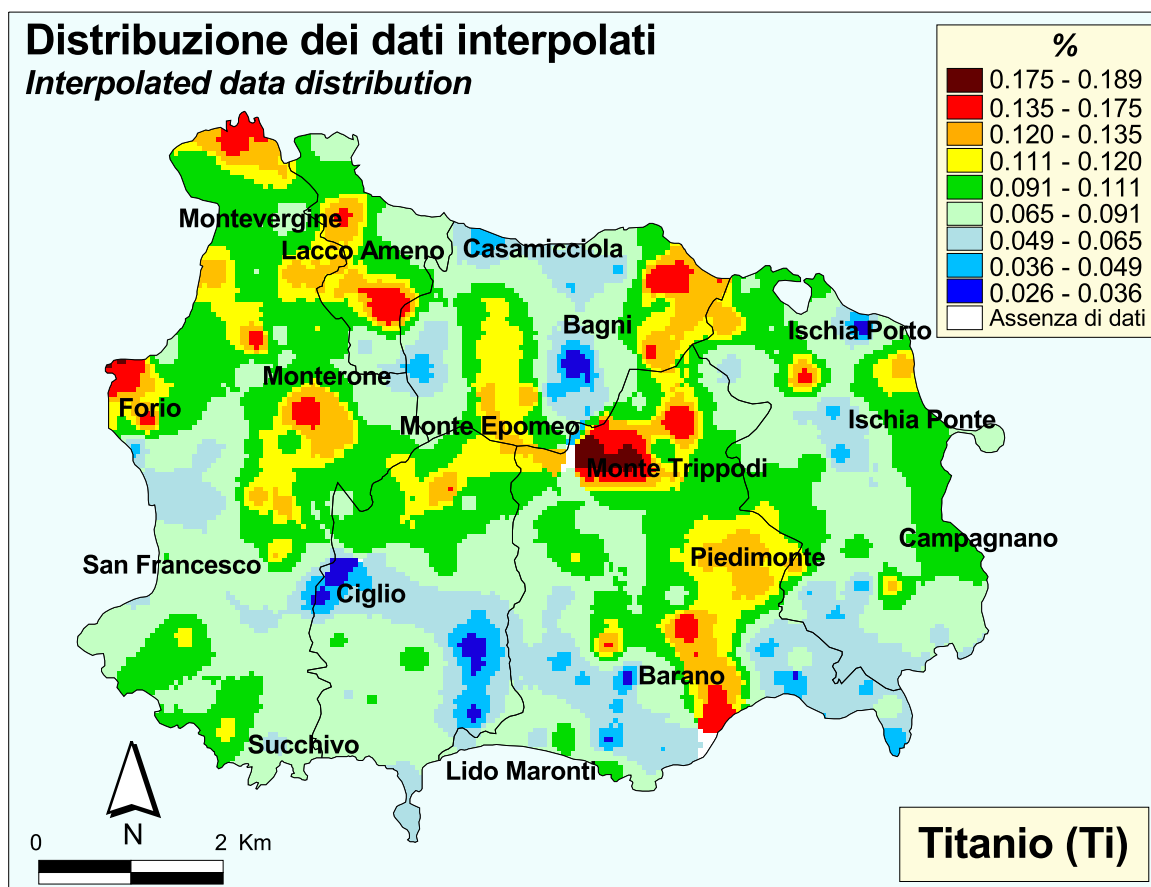 Distribuzione dei dati interpolati
Interpolated data distribution
%
0.175 - 0.189
0.135 - 0.175
0.120 - 0.135
0.111 - 0.120
0.091 - 0.111
0.065 - 0.091
0.049 - 0.065
0.036 - 0.049
0.026 - 0.036
Assenza di dati
Montevergine
Lacco Ameno
Casamicciola
Bagni
Ischia Porto
Monterone
Forio
Monte Epomeo
Ischia Ponte
Monte Trippodi
Campagnano
San Francesco
Piedimonte
Ciglio
Barano
Succhivo
Lido Maronti
N
0 2 Km
Titanio (Ti)